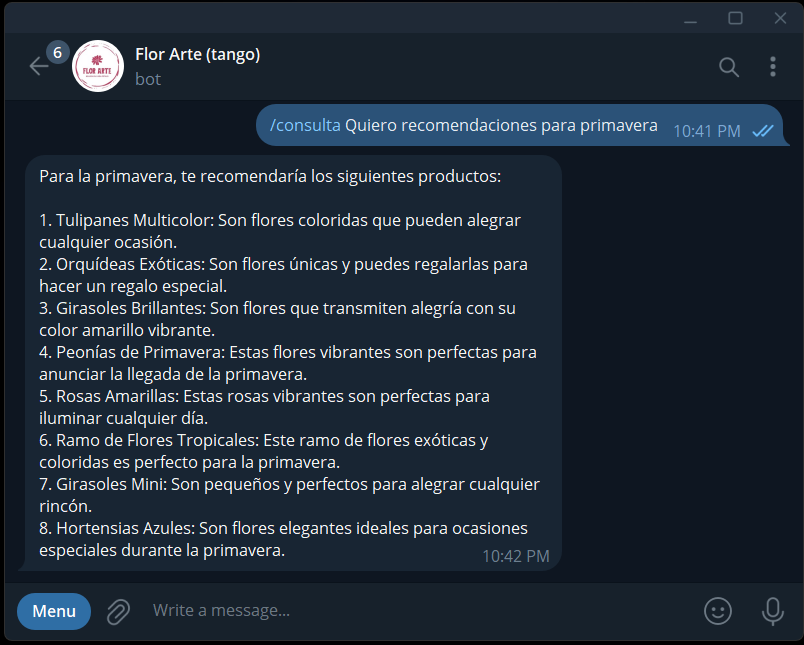 6
FLOR ARTE
Flor Arte (tango)
bot
/consulta Quiero recomendaciones para primavera
10:41 PM
Para la primavera, te recomendaría los siguientes productos:
1. Tulipanes Multicolor: Son flores coloridas que pueden alegrar
cualquier ocasión.
2. Orquídeas Exóticas: Son flores únicas y puedes regalarlas para
hacer un regalo especial.
3. Girasoles Brillantes: Son flores que transmiten alegría con su
color amarillo vibrante.
4. Peonías de Primavera: Estas flores vibrantes son perfectas para
anunciar la llegada de la primavera.
5. Rosas Amarillas: Estas rosas vibrantes son perfectas para
iluminar cualquier día.
6. Ramo de Flores Tropicales: Este ramo de flores exóticas y
coloridas es perfecto para la primavera.
7. Girasoles Mini: Son pequeños y perfectos para alegrar cualquier
rincón.
8. Hortensias Azules: Son flores elegantes ideales para ocasiones
especiales durante la primavera.
10:42 PM
Menu
Write a message...